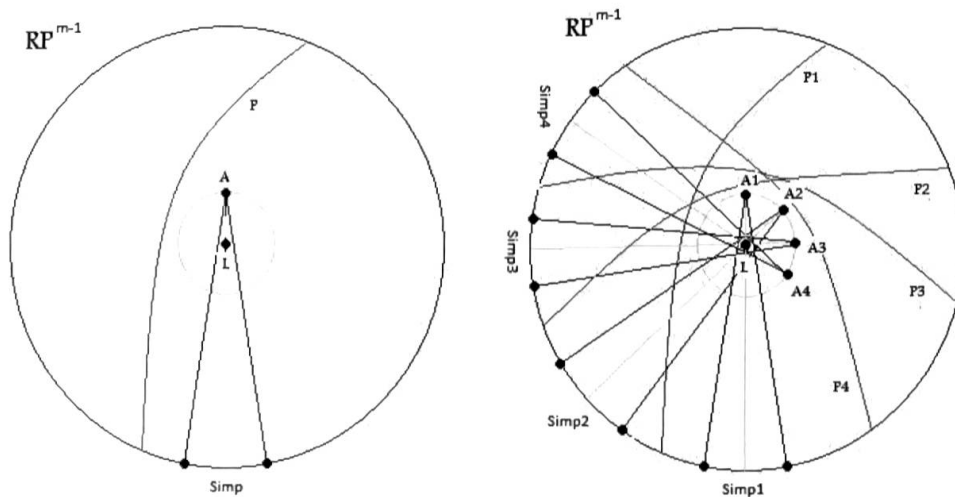 RP^m-1
P
A
L
Simp
RP^m-1
P1
Simp4
A1
A2
P2
Simp3
A3
L
A4
P3
P4
Simp2
Simp1